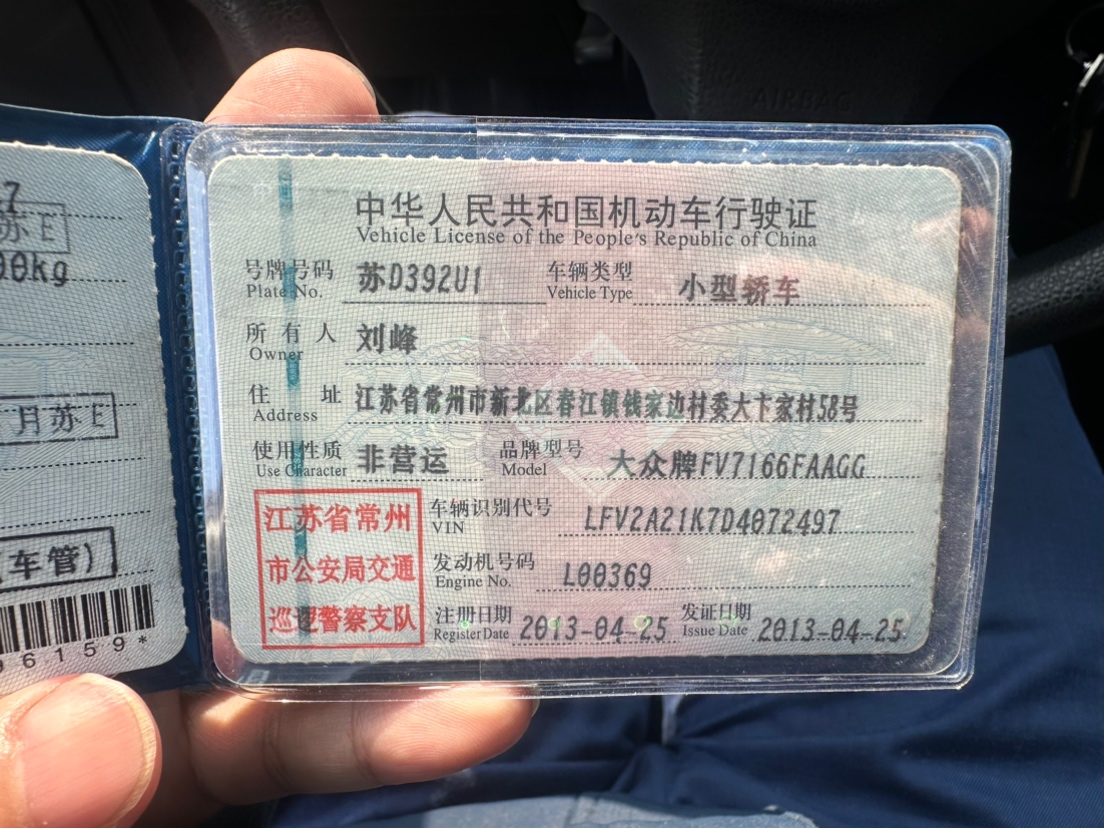 7
苏E
00kg
月苏E
(车管)
96159*
中华人民共和国机动车行驶证
Vehicle License of the People's Republic of China
号牌号码 苏D392U1 车辆类型 小型轿车
Plate No. Vehicle Type
所有人 刘峰
Owner
住址 江苏省常州市新北区春江镇钱家边村委大卞家村58号
Address
使用性质 非营运 品牌型号 大众牌FV7166FAAGG
Use Character Model
江苏省常州
市公安局交通
巡逻警察支队
车辆识别代号 LFV2A21K7D4072497
VIN
发动机号码 L00369
Engine No.
注册日期 2013-04-25 发证日期 2013-04-25
Register Date Issue Date
AIRBAG